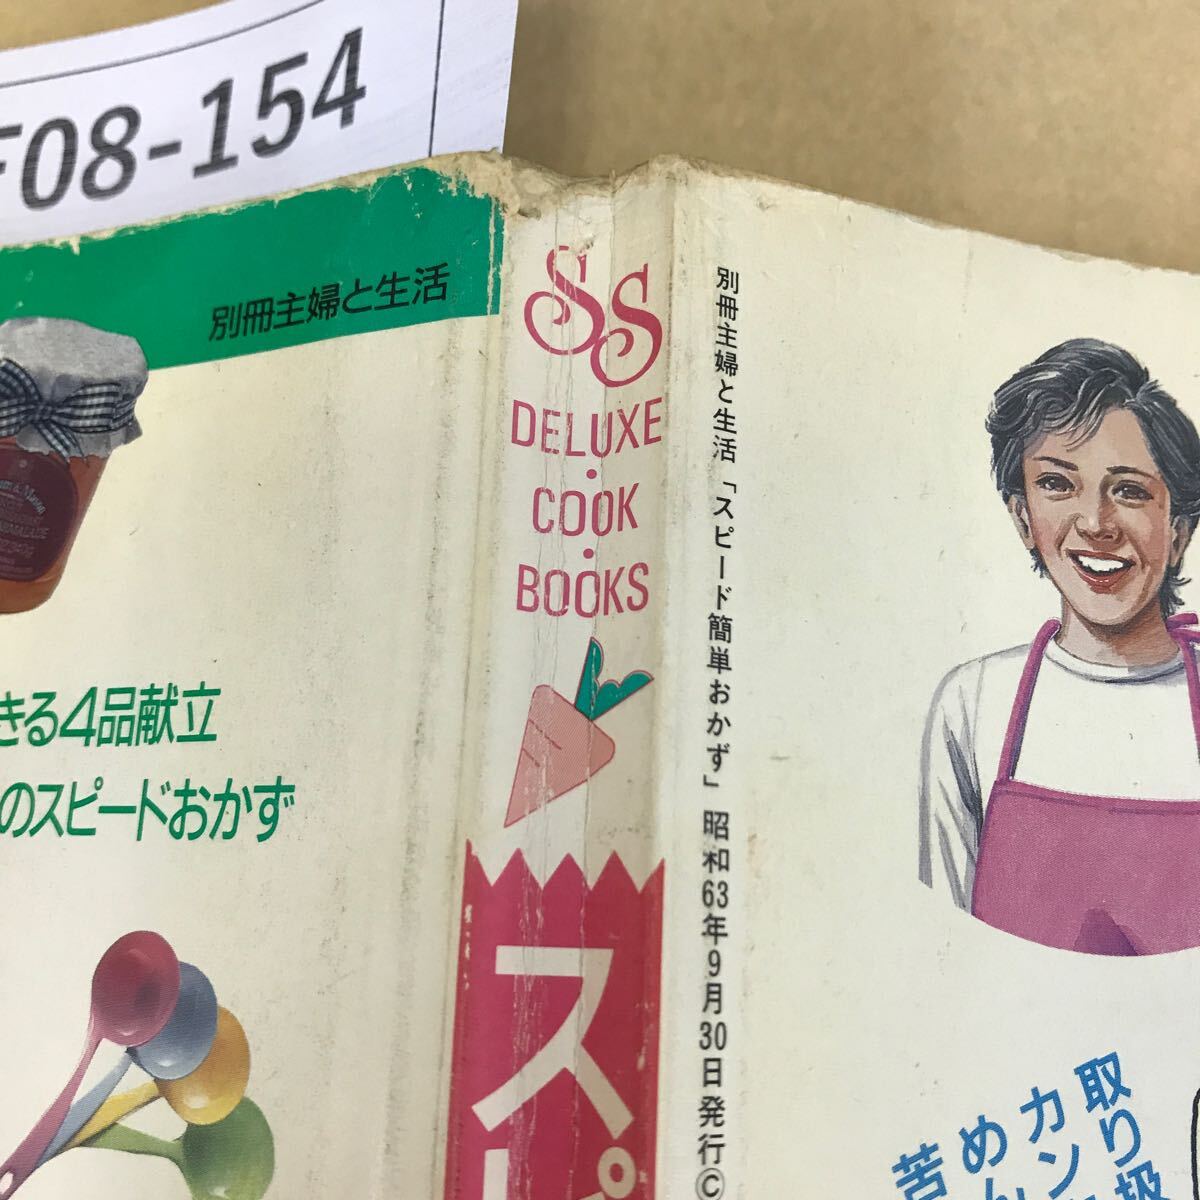 F08-154
別冊主婦と生活
きる4品献立
のスピードおかず
SS
DELUXE
・
COOK
・
BOOKS
スピ
別冊主婦と生活「スピード簡単おかず」昭和63年9月30日発行©
取り扱
カン
め
苦